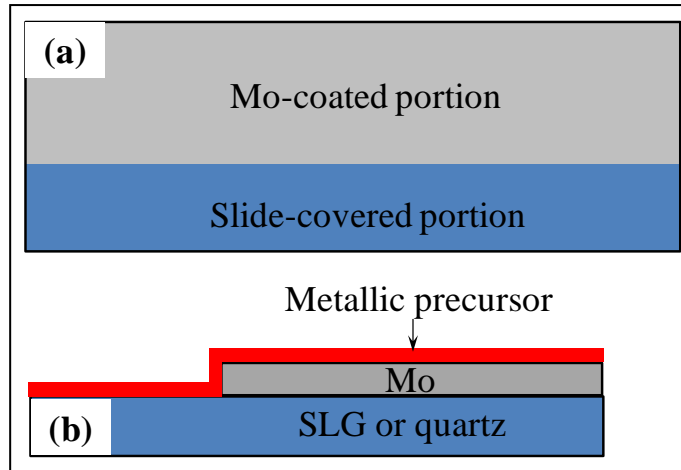 (a)
Mo-coated portion
Slide-covered portion
Metallic precursor
Mo
(b)
SLG or quartz